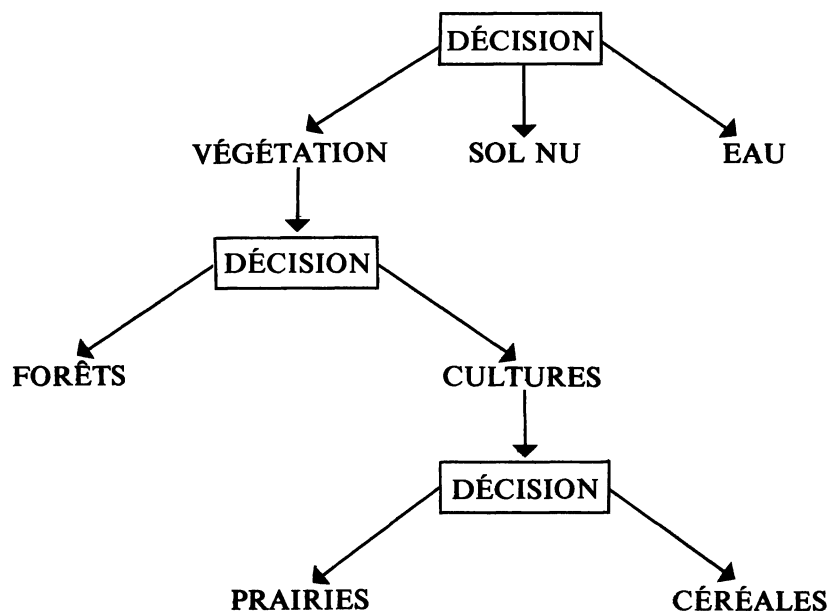 DÉCISION
VÉGÉTATION SOL NU EAU
DÉCISION
FORÊTS CULTURES
DÉCISION
PRAIRIES CÉRÉALES